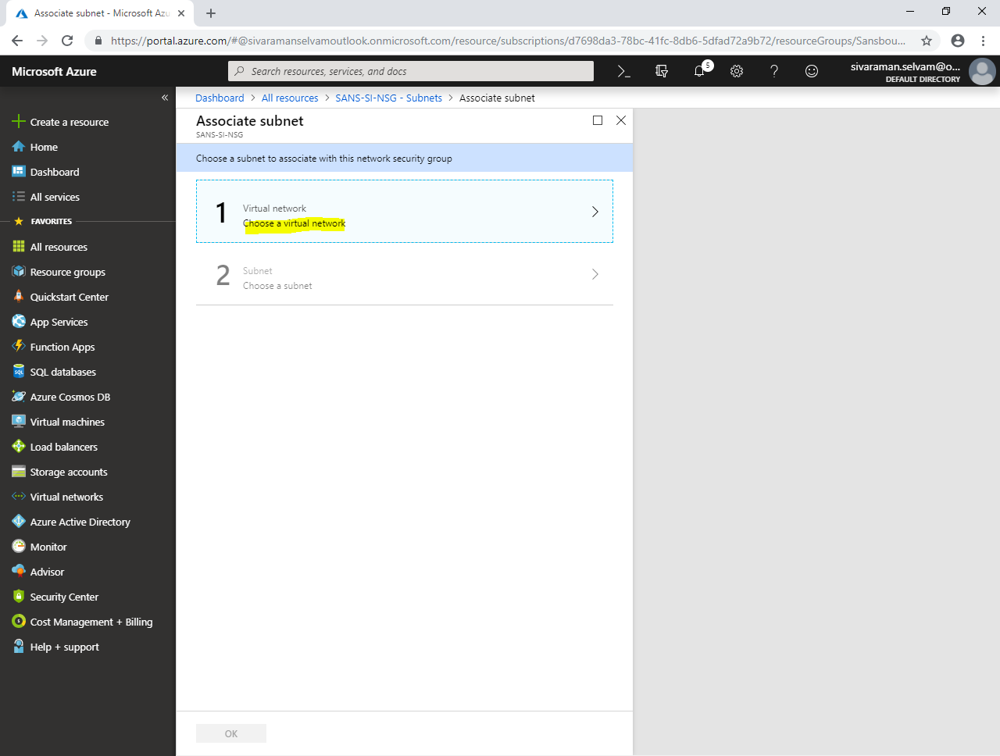 Associate subnet - Microsoft Azu
https://portal.azure.com/#@sivaramanselvamoutlook.onmicrosoft.com/resource/subscriptions/d7698da3-78bc-41fc-8db6-5dfad72a9b72/resourceGroups/Sansbou...
Microsoft Azure
Search resources, services, and docs
5
sivaraman.selvam@o...
DEFAULT DIRECTORY
Dashboard > All resources > SANS-SI-NSG - Subnets > Associate subnet
Create a resource
Home
Dashboard
All services
FAVORITES
All resources
Resource groups
Quickstart Center
App Services
Function Apps
SQL databases
Azure Cosmos DB
Virtual machines
Load balancers
Storage accounts
Virtual networks
Azure Active Directory
Monitor
Advisor
Security Center
Cost Management + Billing
Help + support
Associate subnet
SANS-SI-NSG
Choose a subnet to associate with this network security group
1
Virtual network
Choose a virtual network
2
Subnet
Choose a subnet
OK